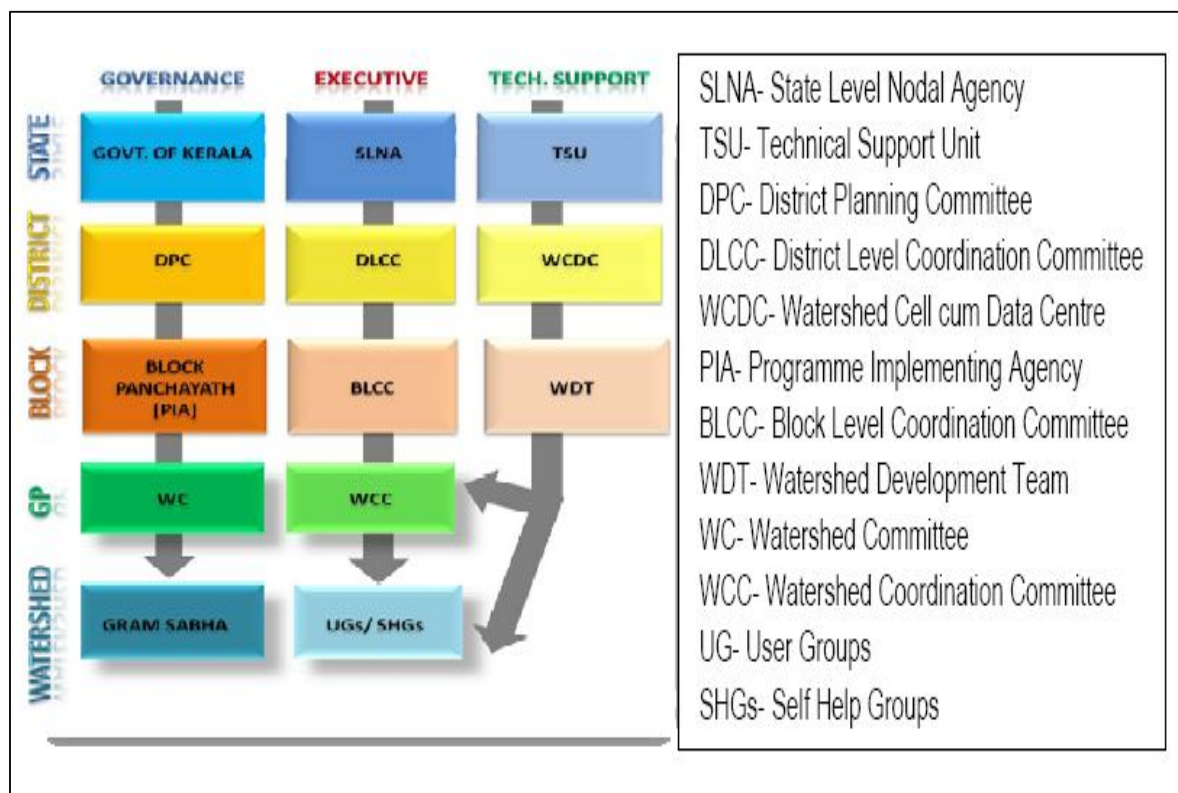 GOVERNANCE EXECUTIVE TECH. SUPPORT
STATE
GOVT. OF KERALA SLNA TSU
DISTRICT
DPC DLCC WCDC
BLOCK
BLOCK
PANCHAYATH
[PIA]
BLCC WDT
GP
WC WCC
WATERSHED
GRAM SABHA UGs/ SHGs
SLNA- State Level Nodal Agency
TSU- Technical Support Unit
DPC- District Planning Committee
DLCC- District Level Coordination Committee
WCDC- Watershed Cell cum Data Centre
PIA- Programme Implementing Agency
BLCC- Block Level Coordination Committee
WDT- Watershed Development Team
WC- Watershed Committee
WCC- Watershed Coordination Committee
UG- User Groups
SHGs- Self Help Groups